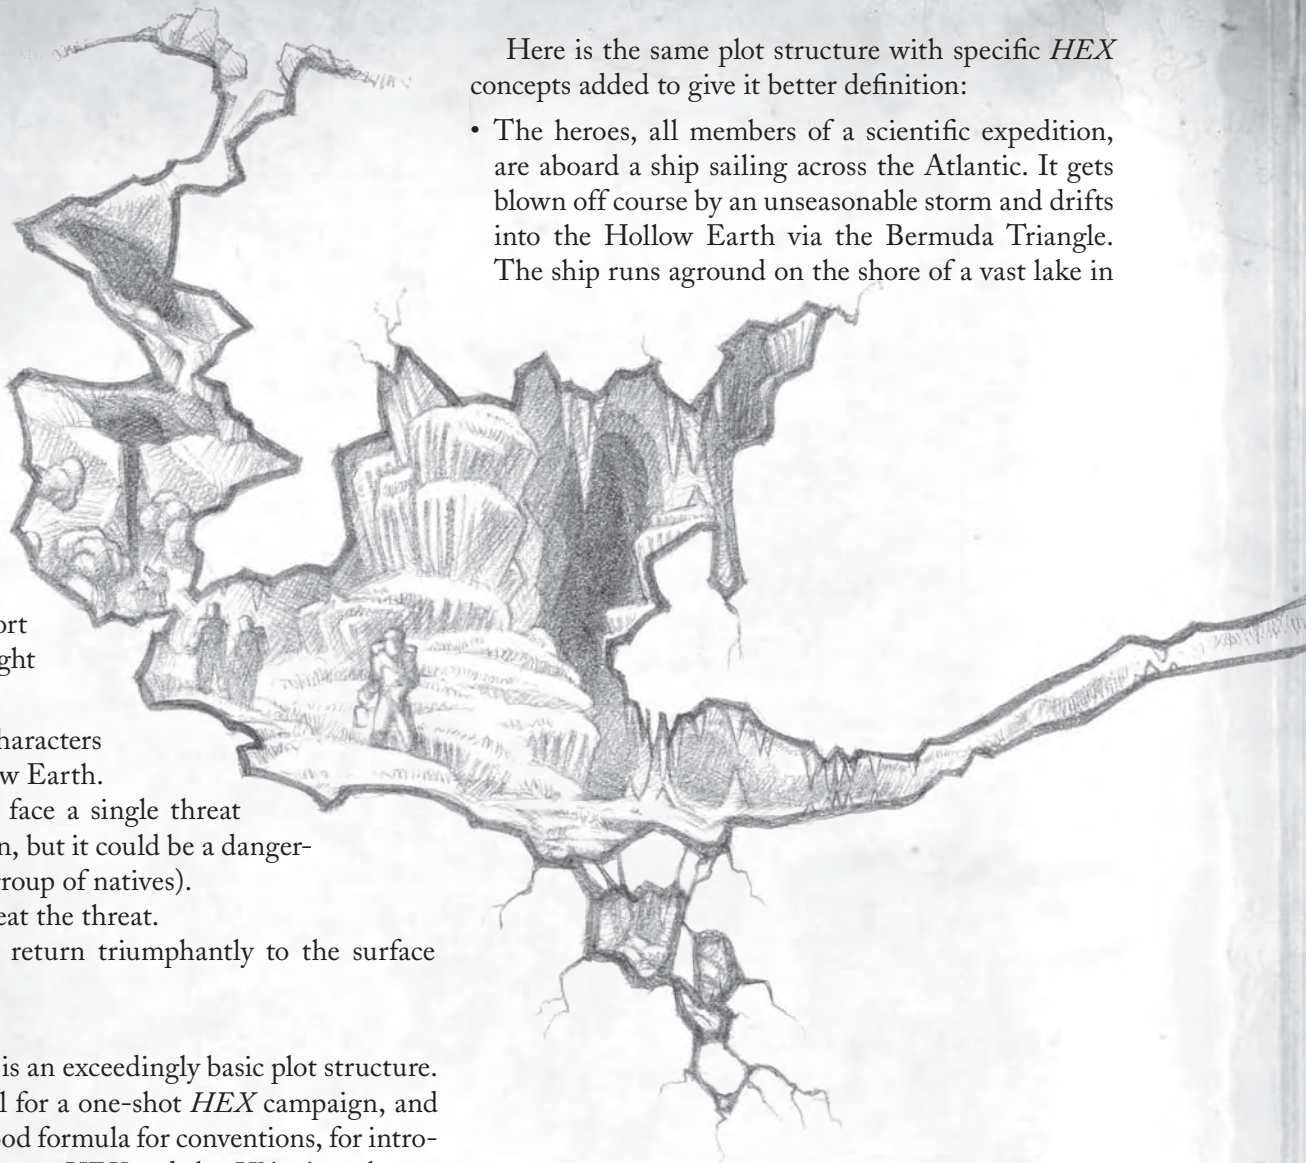 ort
ght
haracters
w Earth.
face a single threat
n, but it could be a danger-
roup of natives).
eat the threat.
return triumphantly to the surface
is an exceedingly basic plot structure.
l for a one-shot HEX campaign, and
od formula for conventions, for intro-
Here is the same plot structure with specific HEX
concepts added to give it better definition:
• The heroes, all members of a scientific expedition,
are aboard a ship sailing across the Atlantic. It gets
blown off course by an unseasonable storm and drifts
into the Hollow Earth via the Bermuda Triangle.
The ship runs aground on the shore of a vast lake in